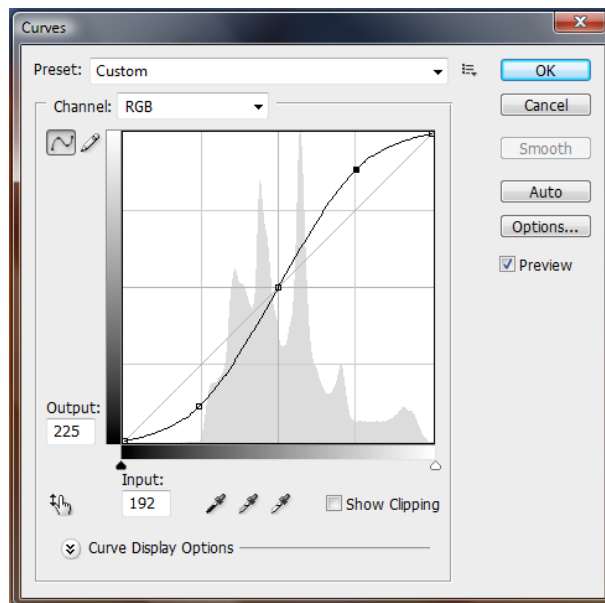 Curves
Preset: Custom
OK
Channel: RGB
Cancel
Smooth
Auto
Options...
Preview
Output:
225
Input:
192
Show Clipping
Curve Display Options